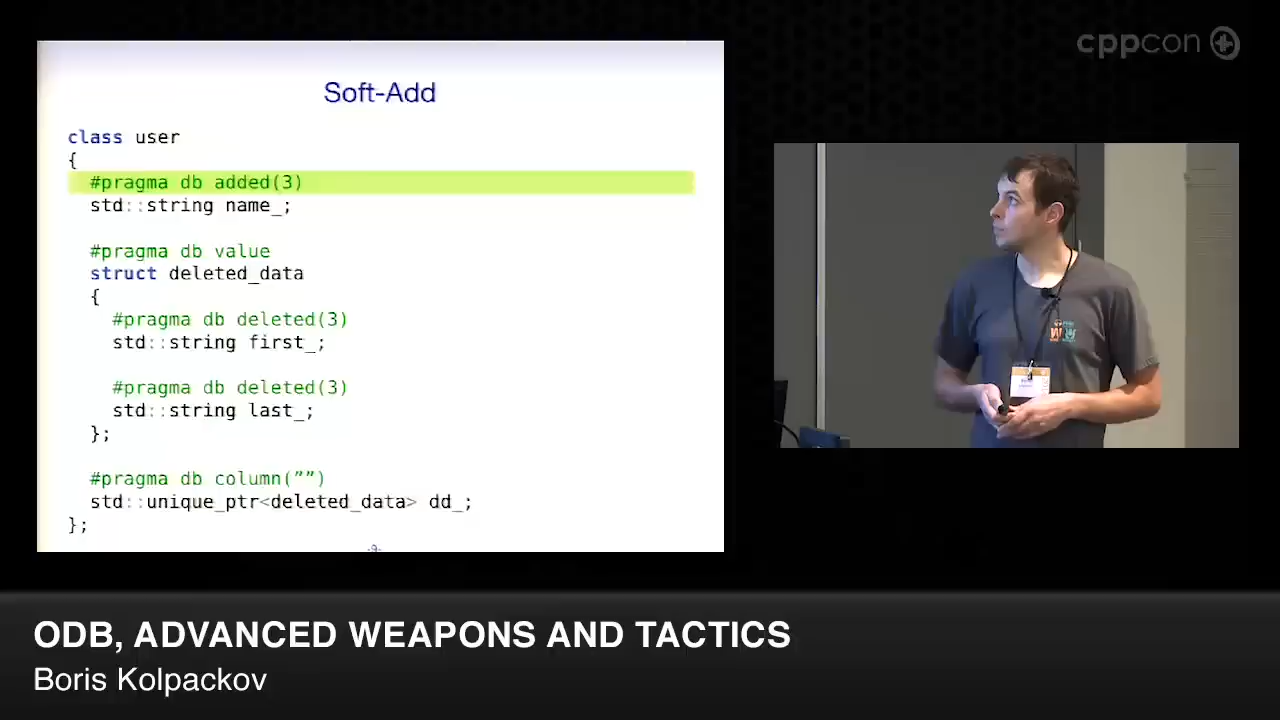 cppcon
Soft-Add
class user
{
#pragma db added(3)
std::string name_;
#pragma db value
struct deleted_data
{
#pragma db deleted(3)
std::string first_;
#pragma db deleted(3)
std::string last_;
};
#pragma db column(””)
std::unique_ptr<deleted_data> dd_;
};
ODB, ADVANCED WEAPONS AND TACTICS
Boris Kolpackov